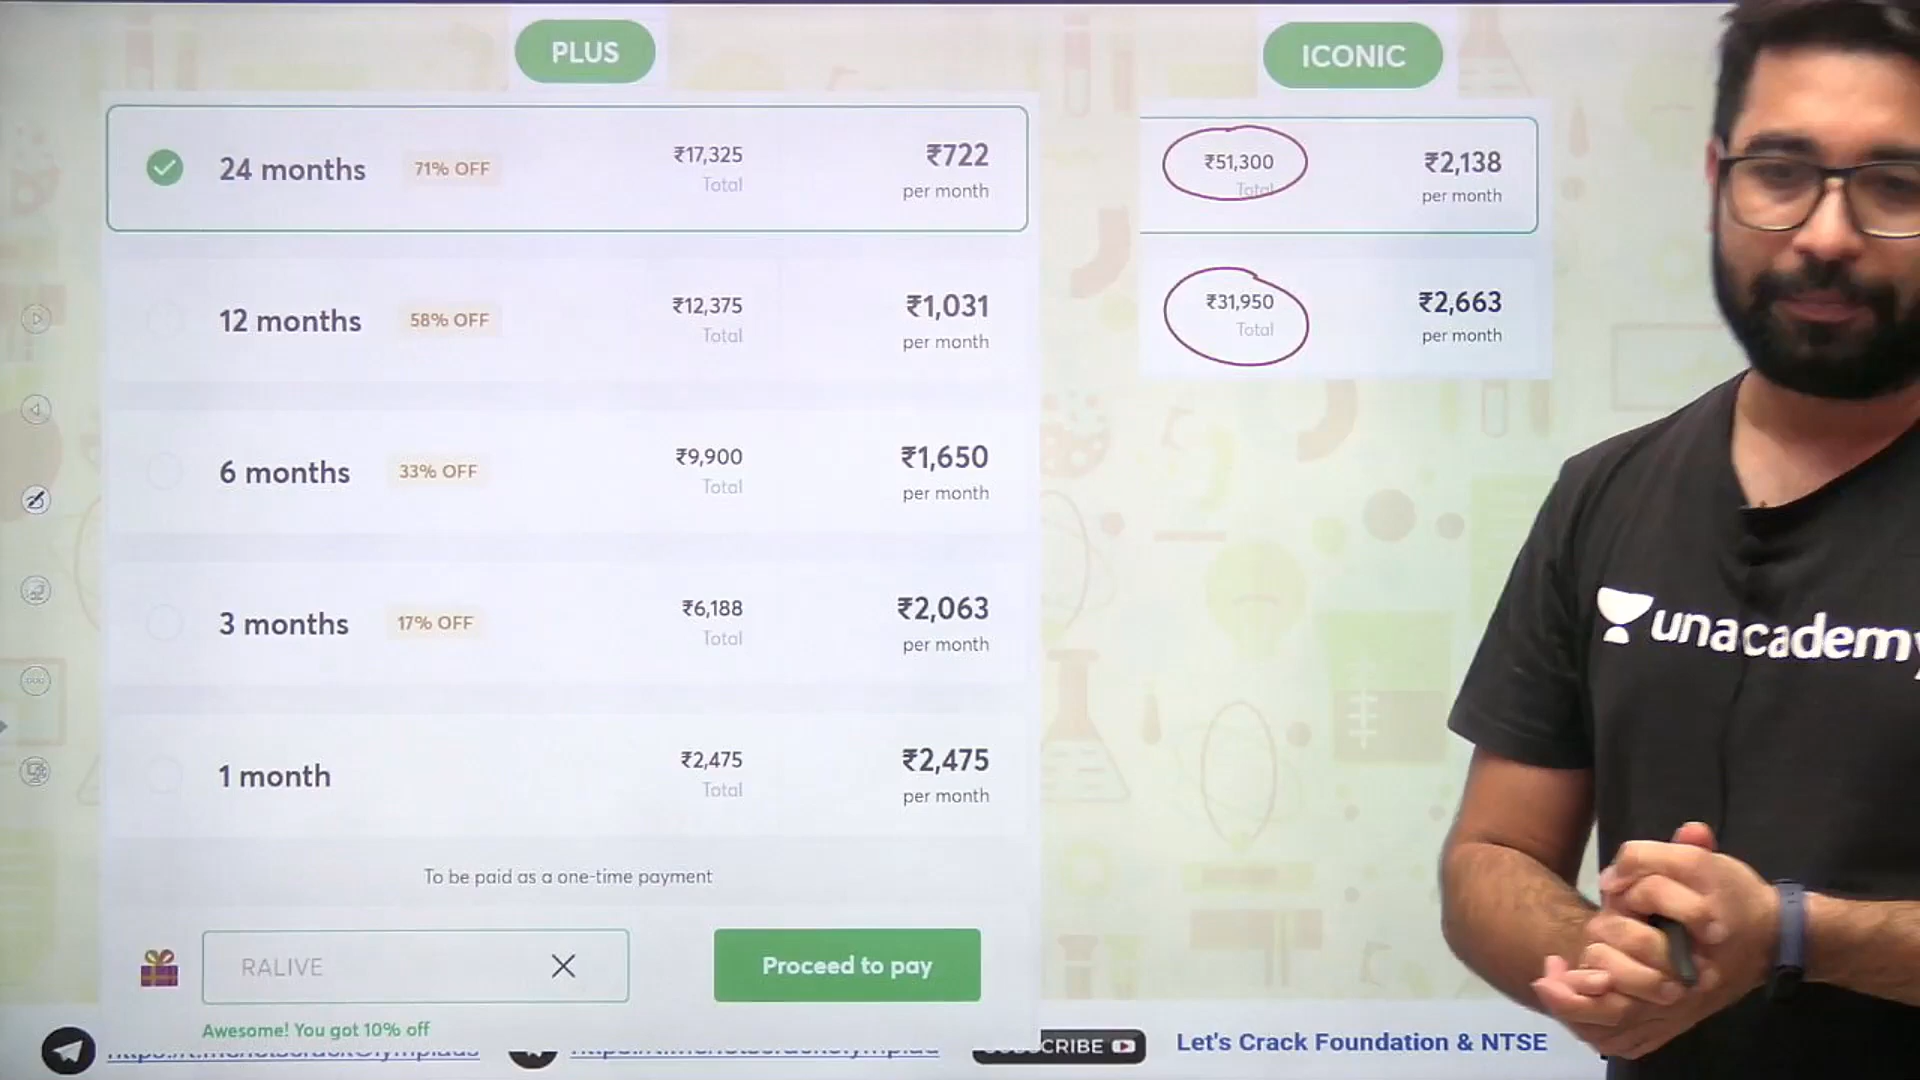 PLUS
24 months
71% OFF
₹17,325
Total
₹722
per month
12 months
58% OFF
₹12,375
Total
₹1,031
per month
6 months
33% OFF
₹9,900
Total
₹1,650
per month
3 months
17% OFF
₹6,188
Total
₹2,063
per month
1 month
₹2,475
Total
₹2,475
per month
To be paid as a one-time payment
RALIVE
Proceed to pay
Awesome! You got 10% off
ICONIC
₹51,300
Total
₹2,138
per month
₹31,950
Total
₹2,663
per month
unacademy
Let's Crack Foundation & NTSE